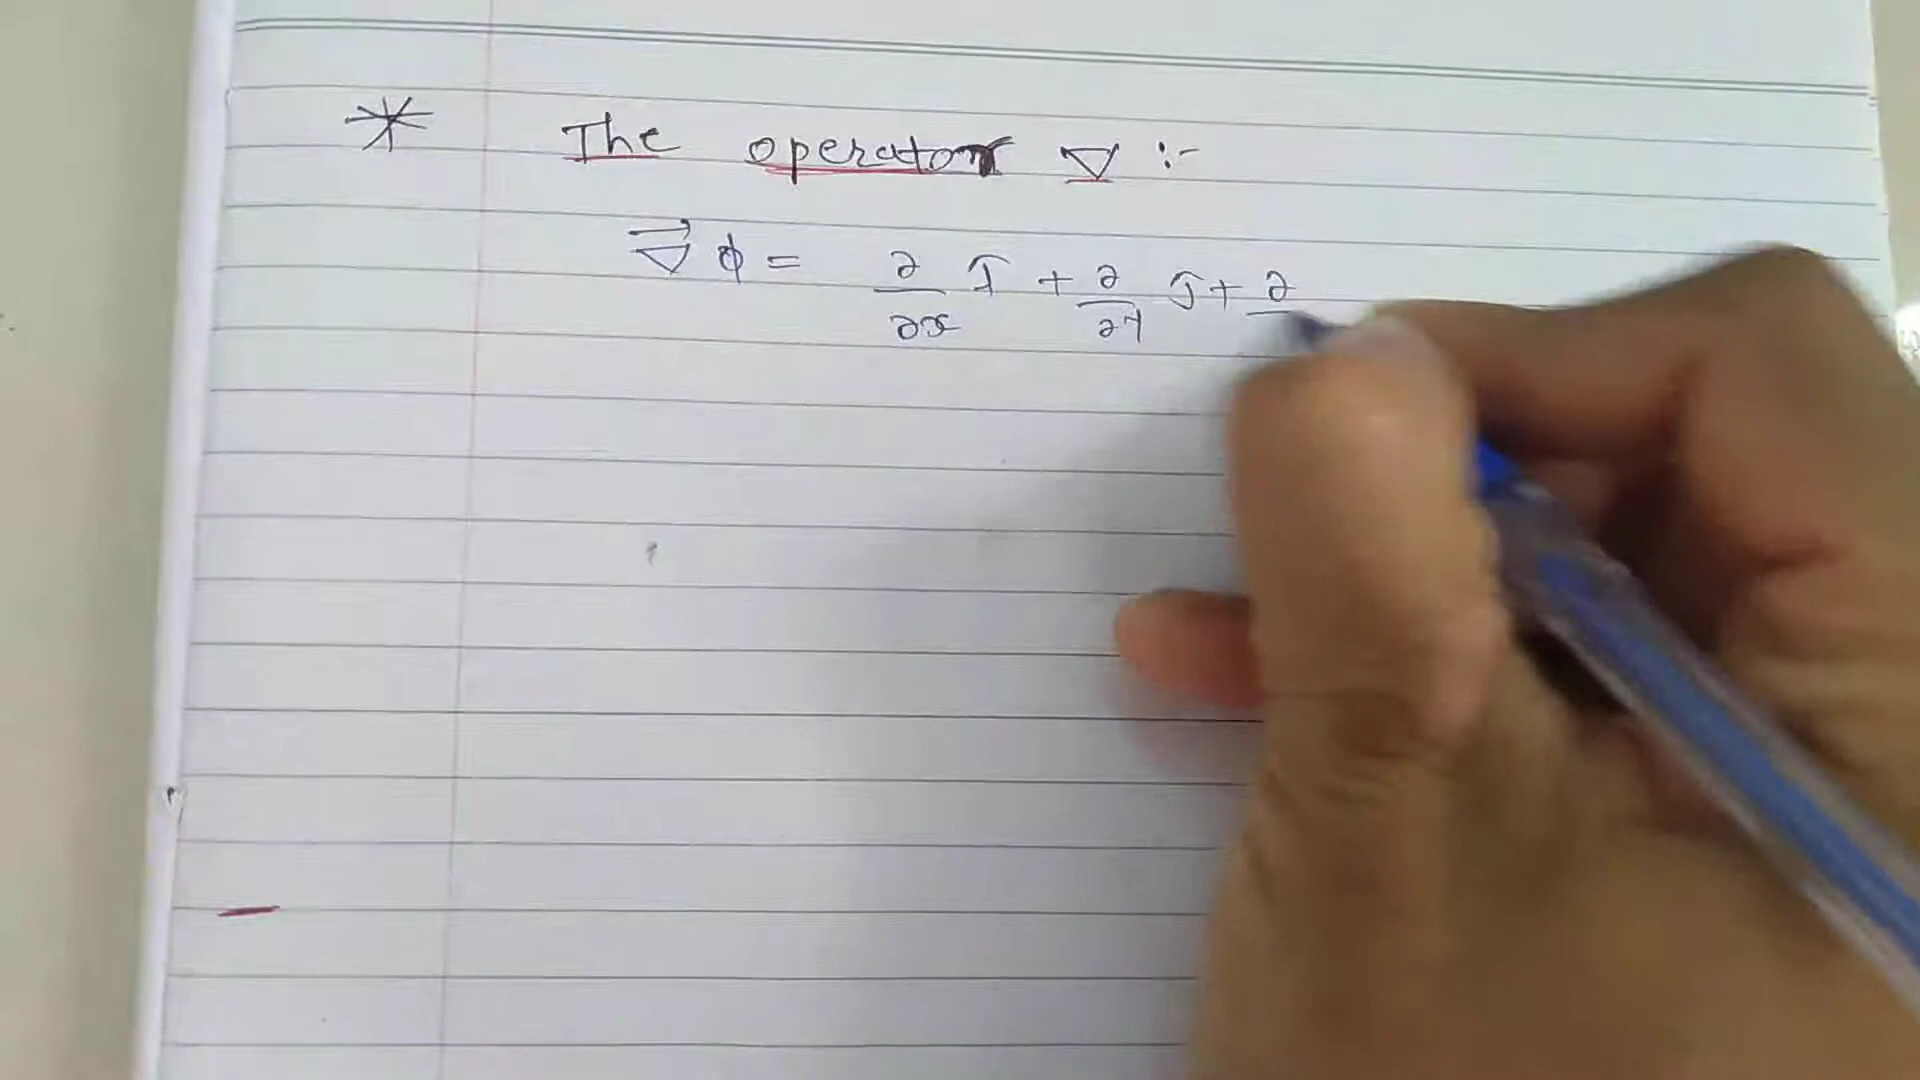 * The operator ∇ :-
∇⃗ ϕ = ∂/∂x î + ∂/∂y ĵ + ∂